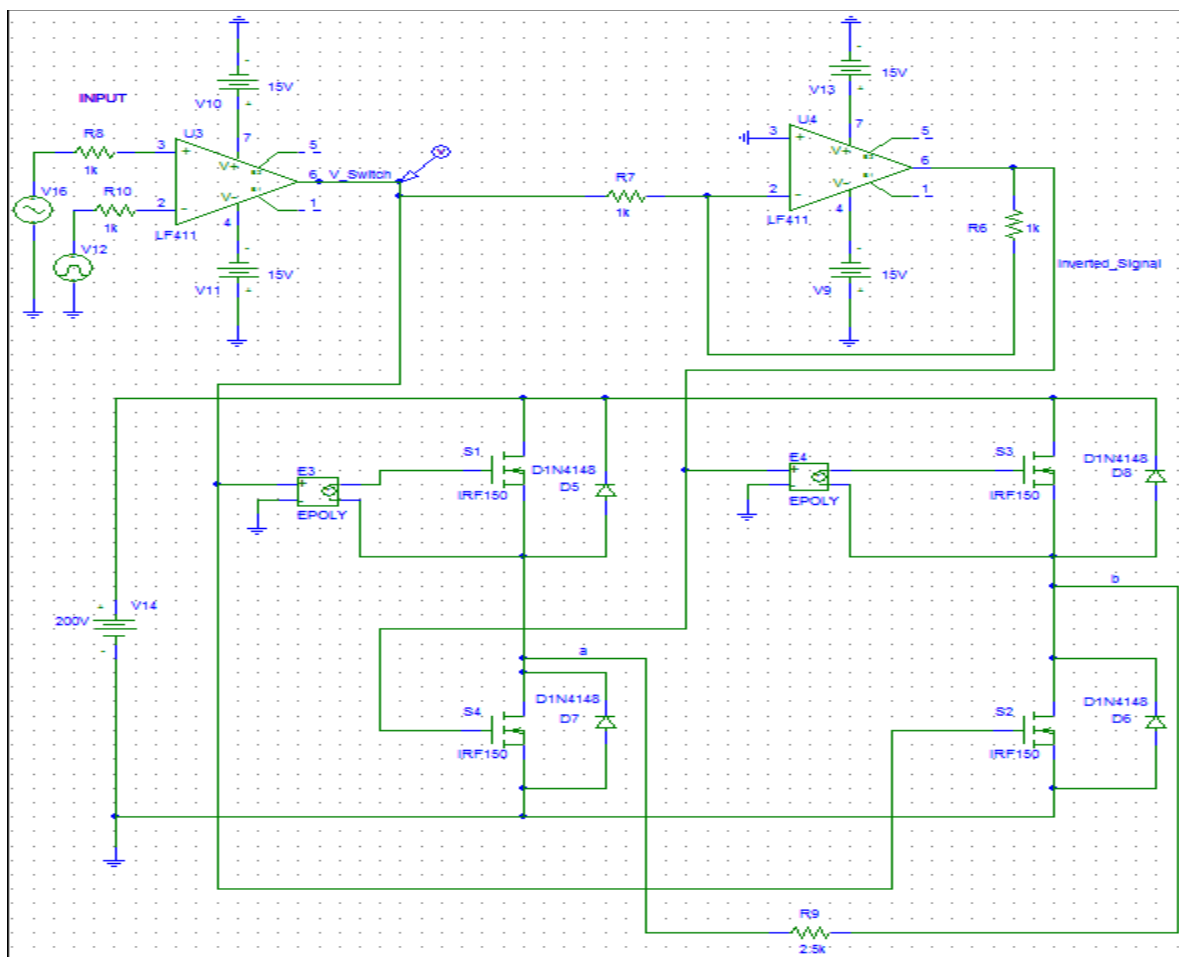 INPUT
R8
1k
V16
R10
1k
V12
U3
3
+
2
-
LF411
7
V+
V-
4
5
6
1
V_Switch
V
-
15V
V10
+
-
15V
V11
+
R7
1k
-
15V
V13
+
U4
3
+
2
-
LF411
7
V+
V-
4
5
6
1
-
15V
V9
+
R6
1k
Inverted_Signal
E3
+
-
EPOLY
S1
IRF150
D1N4148
D5
E4
+
-
EPOLY
S3
IRF150
D1N4148
D8
+
V14
200V
-
a
b
S4
IRF150
D1N4148
D7
S2
IRF150
D1N4148
D6
R9
2.5k